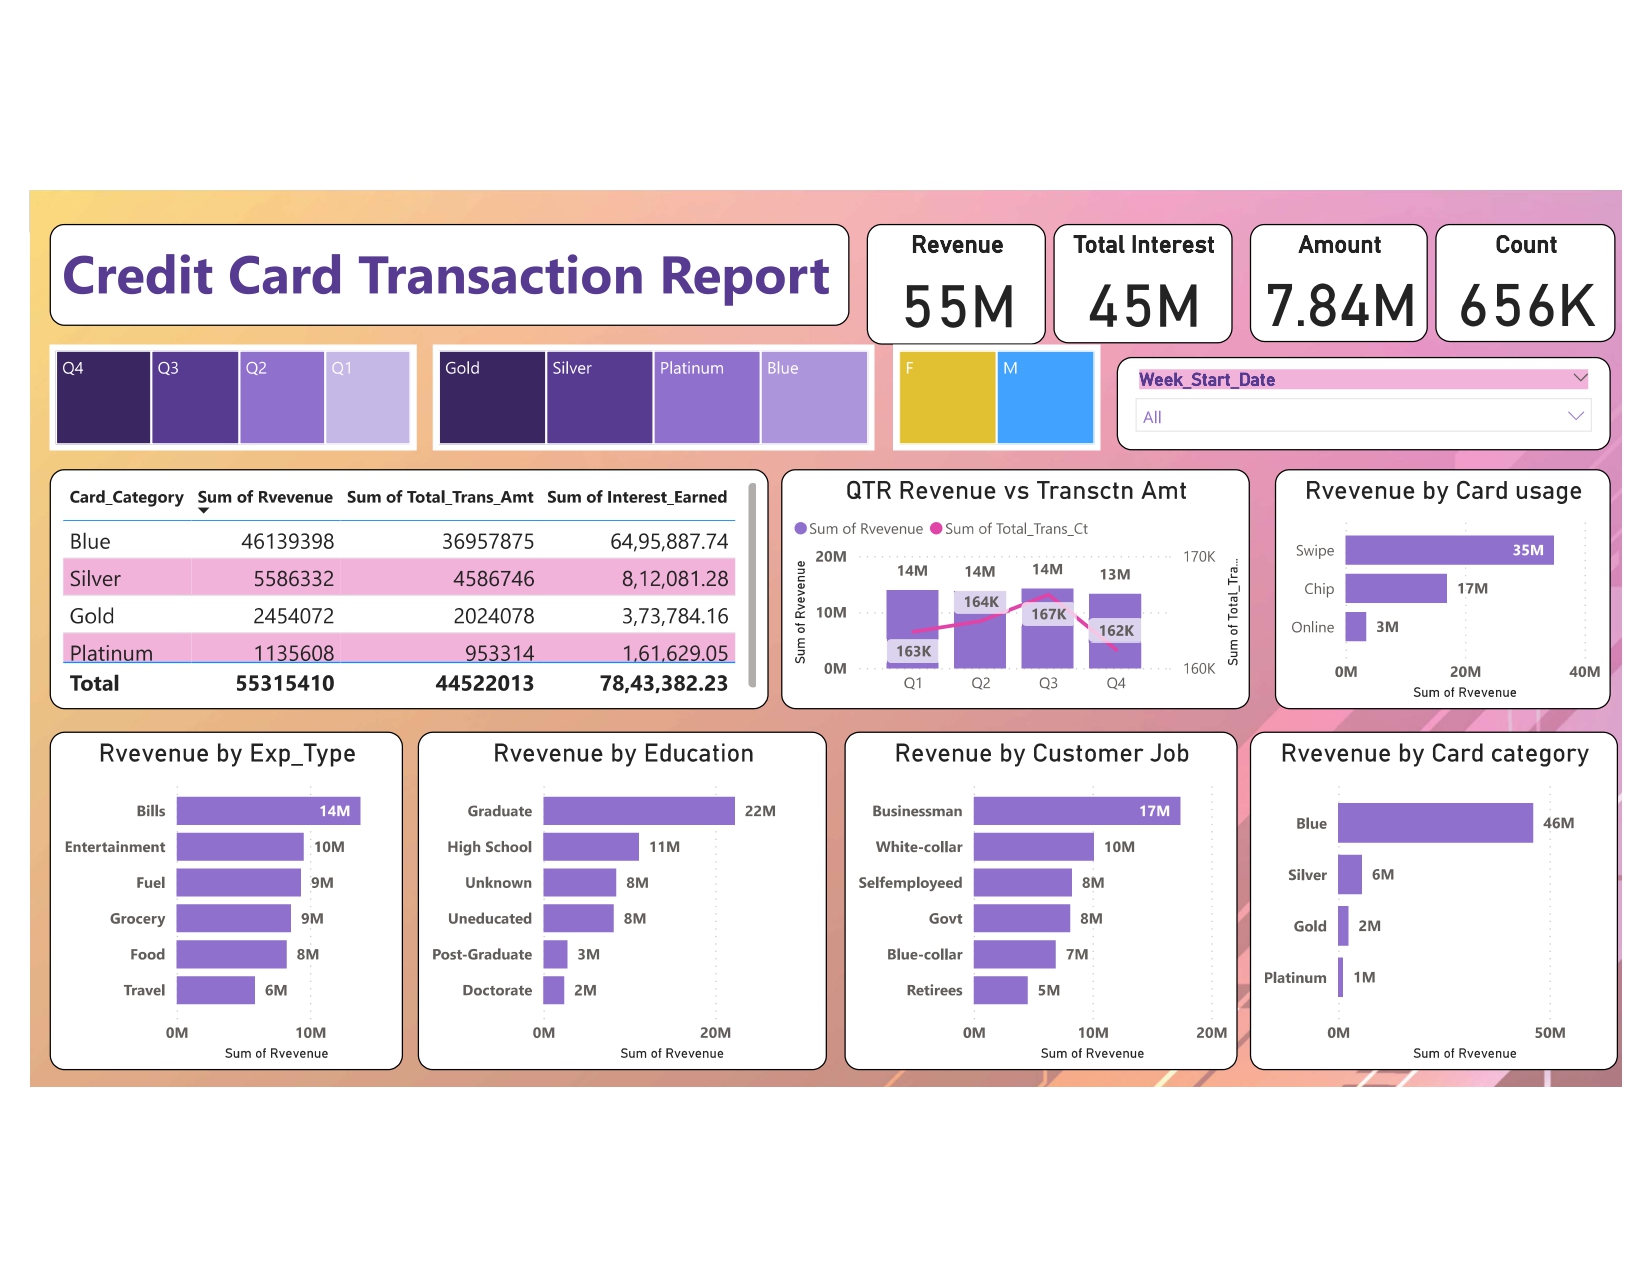 Credit Card Transaction Report
Revenue
55M
Total Interest
45M
Amount
7.84M
Count
656K
Q4 Q3 Q2 Q1
Gold Silver Platinum Blue
F M
Week_Start_Date
All
Card_Category Sum of Rvevenue Sum of Total_Trans_Amt Sum of Interest_Earned
Blue 46139398 36957875 64,95,887.74
Silver 5586332 4586746 8,12,081.28
Gold 2454072 2024078 3,73,784.16
Platinum 1135608 953314 1,61,629.05
Total 55315410 44522013 78,43,382.23
QTR Revenue vs Transctn Amt
Sum of Rvevenue Sum of Total_Trans_Ct
Sum of Rvevenue
20M
10M
0M
14M 14M 14M 13M
163K 164K 167K 162K
170K
160K
Sum of Total_Tra...
Q1 Q2 Q3 Q4
Rvevenue by Card usage
Swipe 35M
Chip 17M
Online 3M
0M 20M 40M
Sum of Rvevenue
Rvevenue by Exp_Type
Bills 14M
Entertainment 10M
Fuel 9M
Grocery 9M
Food 8M
Travel 6M
0M 10M
Sum of Rvevenue
Rvevenue by Education
Graduate 22M
High School 11M
Unknown 8M
Uneducated 8M
Post-Graduate 3M
Doctorate 2M
0M 20M
Sum of Rvevenue
Revenue by Customer Job
Businessman 17M
White-collar 10M
Selfemployeed 8M
Govt 8M
Blue-collar 7M
Retirees 5M
0M 10M 20M
Sum of Rvevenue
Rvevenue by Card category
Blue 46M
Silver 6M
Gold 2M
Platinum 1M
0M 50M
Sum of Rvevenue